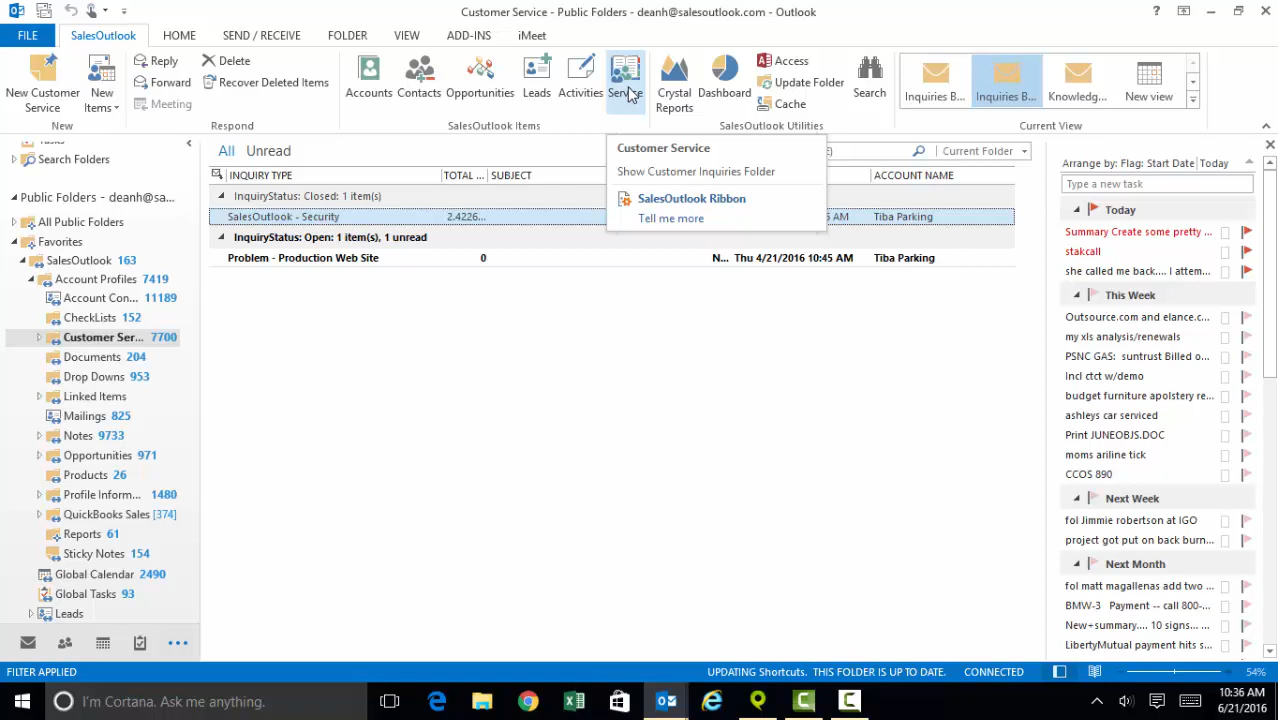 Customer Service - Public Folders - deanh@salesoutlook.com - Outlook
FILE SalesOutlook HOME SEND / RECEIVE FOLDER VIEW ADD-INS iMeet
New Customer Service
New Items
New
Reply
Forward
Meeting
Delete
Recover Deleted Items
Respond
Accounts Contacts Opportunities Leads Activities Service
SalesOutlook Items
Crystal Reports
Dashboard
Access
Update Folder
Cache
Search
SalesOutlook Utilities
Inquiries B... Inquiries B... Knowledg... New view
Current View
Tasks
Search Folders
Public Folders - deanh@sa...
All Public Folders
Favorites
SalesOutlook 163
Account Profiles 7419
Account Con... 11189
CheckLists 152
Customer Ser... 7700
Documents 204
Drop Downs 953
Linked Items
Mailings 825
Notes 9733
Opportunities 971
Products 26
Profile Inform... 1480
QuickBooks Sales [374]
Reports 61
Sticky Notes 154
Global Calendar 2490
Global Tasks 93
Leads
All Unread
Current Folder
INQUIRY TYPE TOTAL ... SUBJECT ACCOUNT NAME
InquiryStatus: Closed: 1 item(s)
SalesOutlook - Security 2.4226... AM Tiba Parking
InquiryStatus: Open: 1 item(s), 1 unread
Problem - Production Web Site 0 N... Thu 4/21/2016 10:45 AM Tiba Parking
Customer Service
Show Customer Inquiries Folder
SalesOutlook Ribbon
Tell me more
Arrange by: Flag: Start Date Today
Type a new task
Today
Summary Create some pretty ...
stakcall
she called me back.... I attem...
This Week
Outsource.com and elance.c...
my xls analysis/renewals
PSNC GAS: suntrust Billed o...
Incl ctct w/demo
budget furniture apolstery re...
ashleys car serviced
Print JUNEOBJS.DOC
moms ariline tick
CCOS 890
Next Week
fol Jimmie robertson at IGO
project got put on back burn...
Next Month
fol matt magallenas add two ...
BMW-3 Payment -- call 800-...
New+summary.... 10 signs...
LibertyMutual payment hits s...
FILTER APPLIED UPDATING Shortcuts. THIS FOLDER IS UP TO DATE. CONNECTED 54%
I'm Cortana. Ask me anything.
10:36 AM
6/21/2016